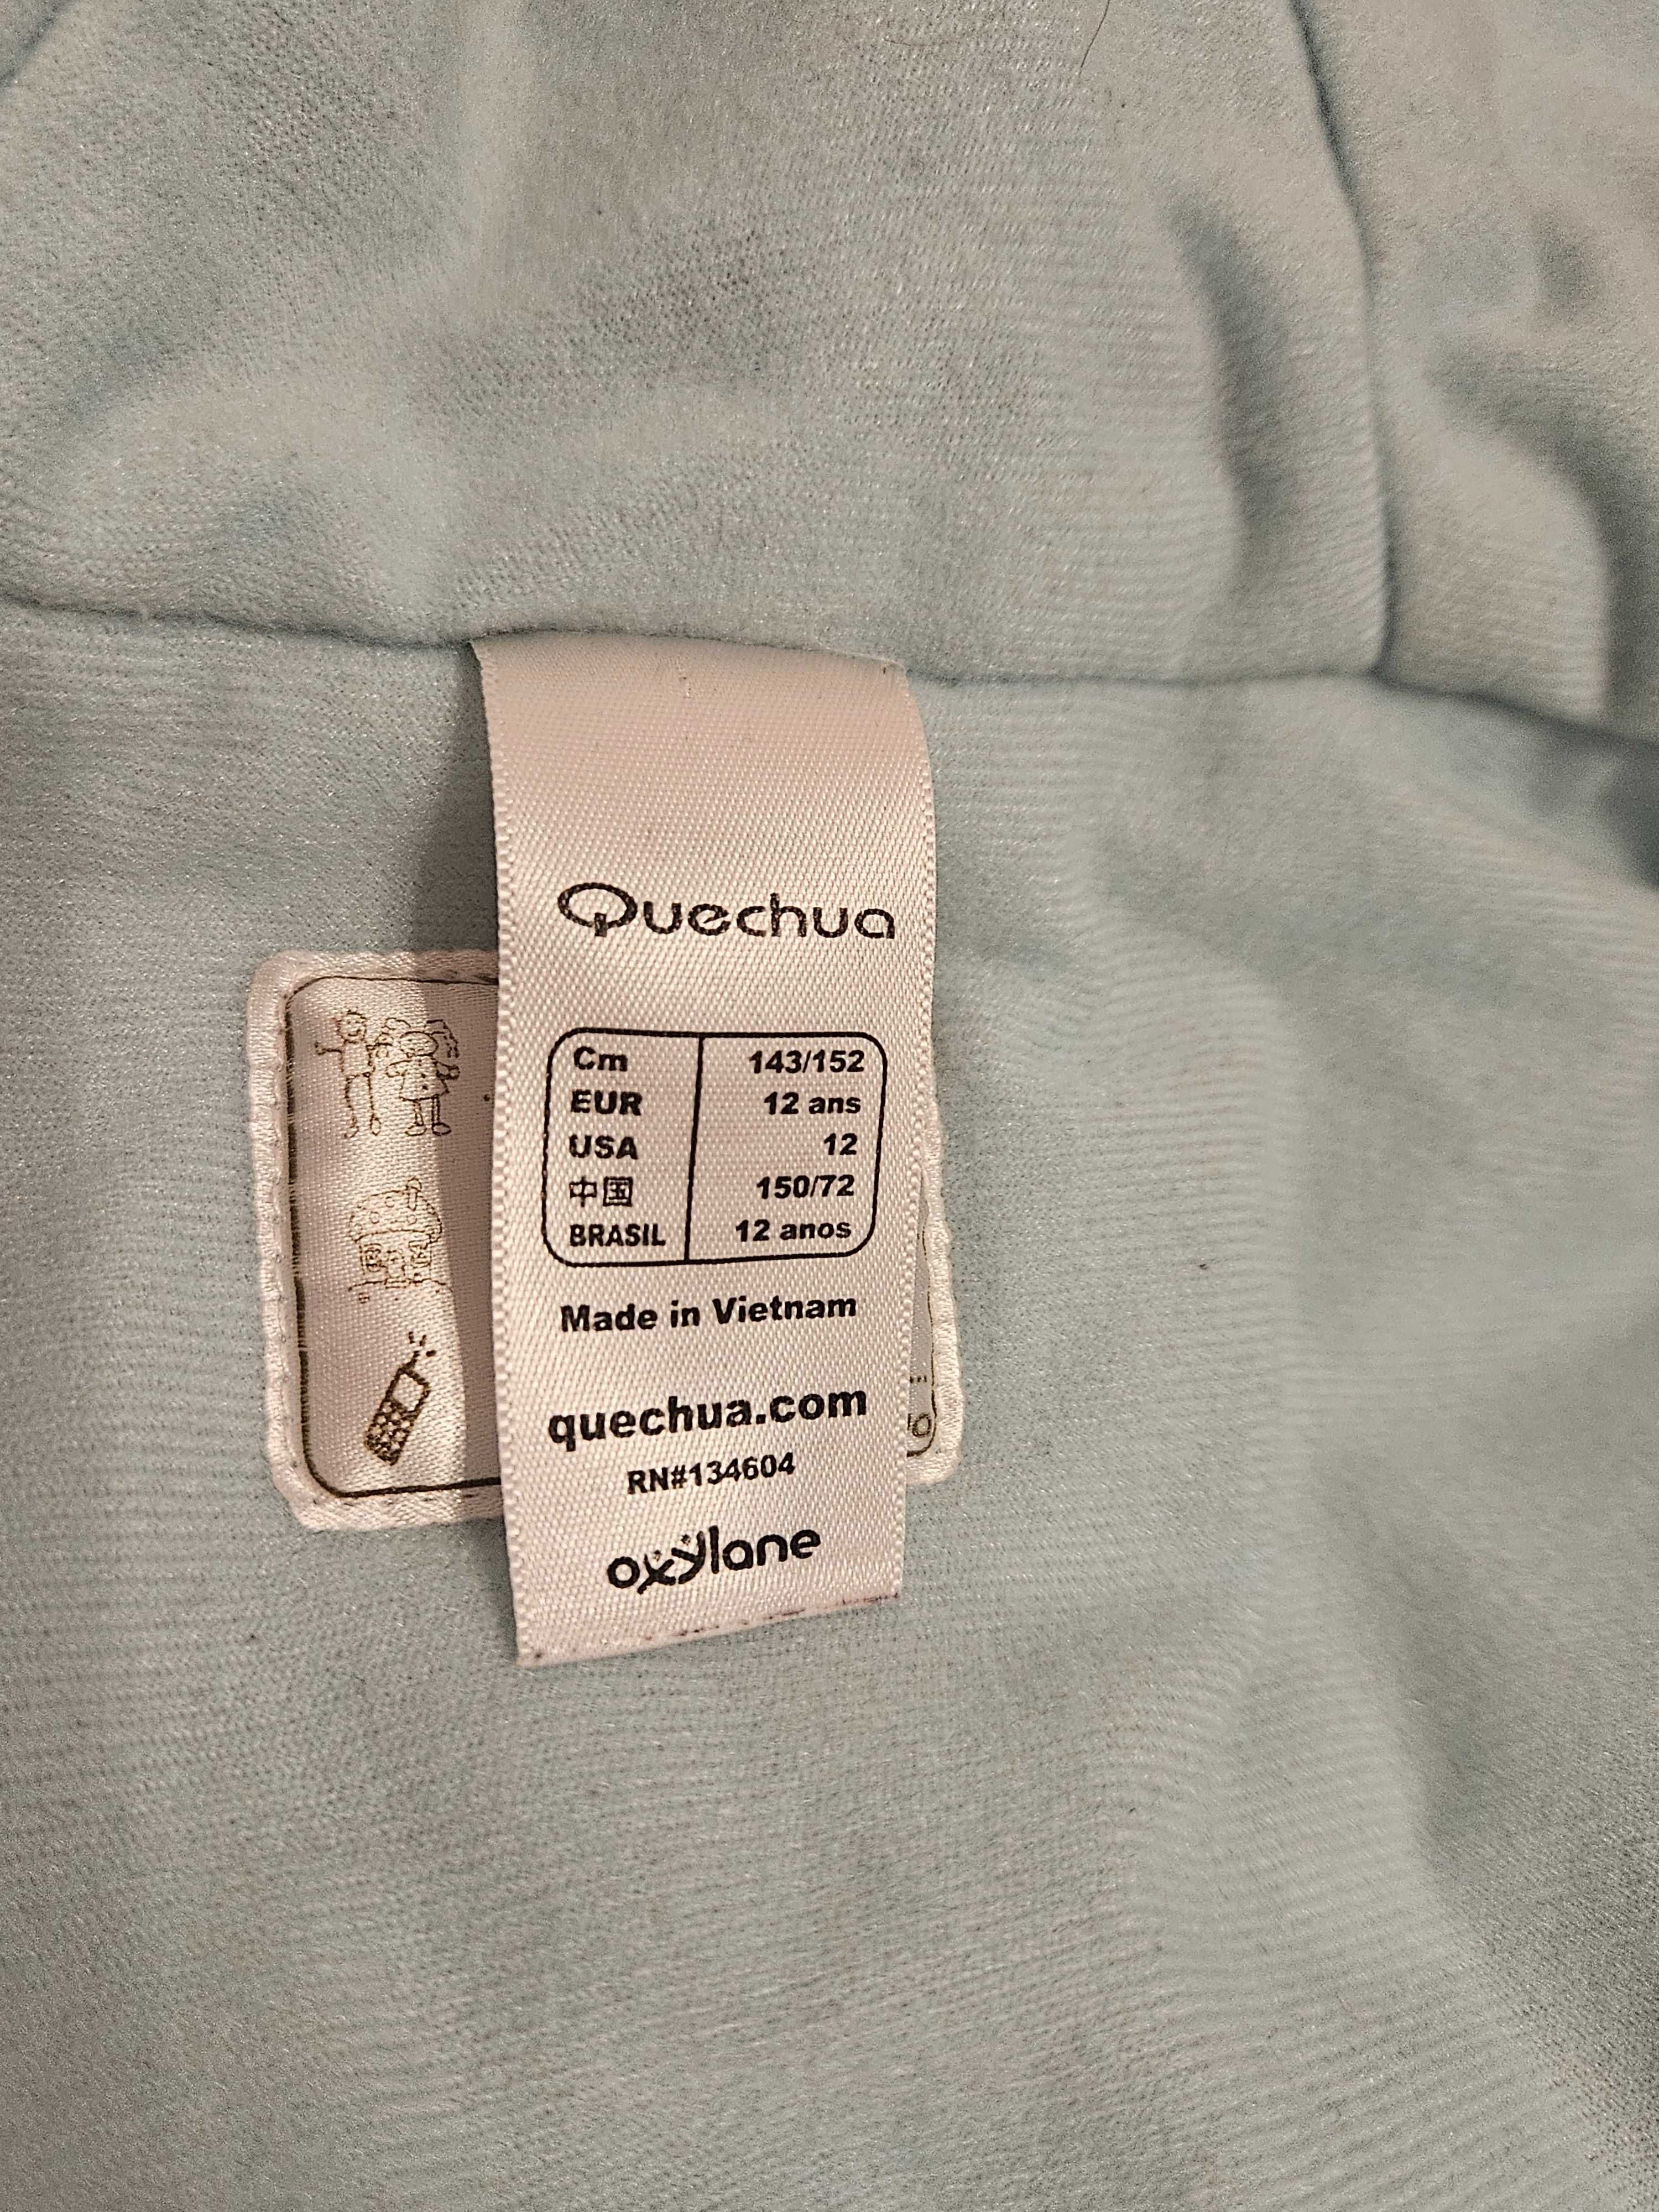 Quechua
Cm 143/152
EUR 12 ans
USA 12
中国 150/72
BRASIL 12 anos
Made in Vietnam
quechua.com
RN#134604
oxylane